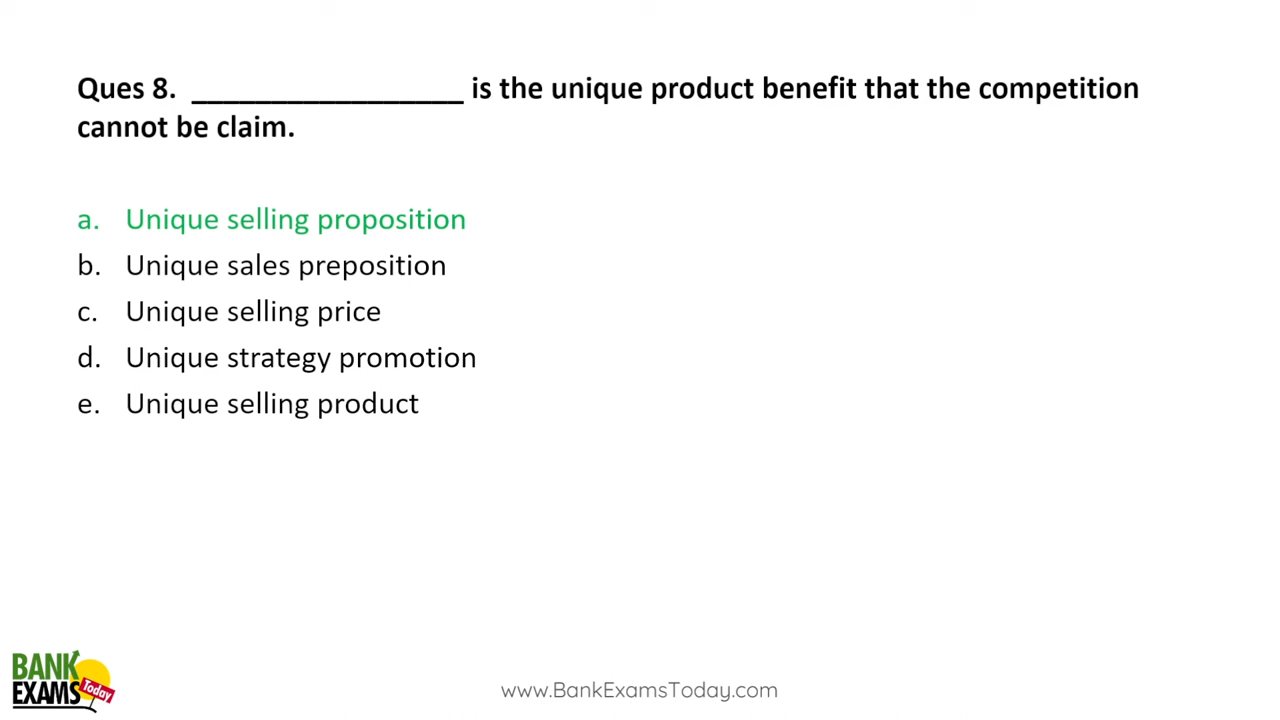 Ques 8. _________________ is the unique product benefit that the competition
cannot be claim.
a. Unique selling proposition
b. Unique sales preposition
c. Unique selling price
d. Unique strategy promotion
e. Unique selling product
BANK
EXAMS Today
www.BankExamsToday.com